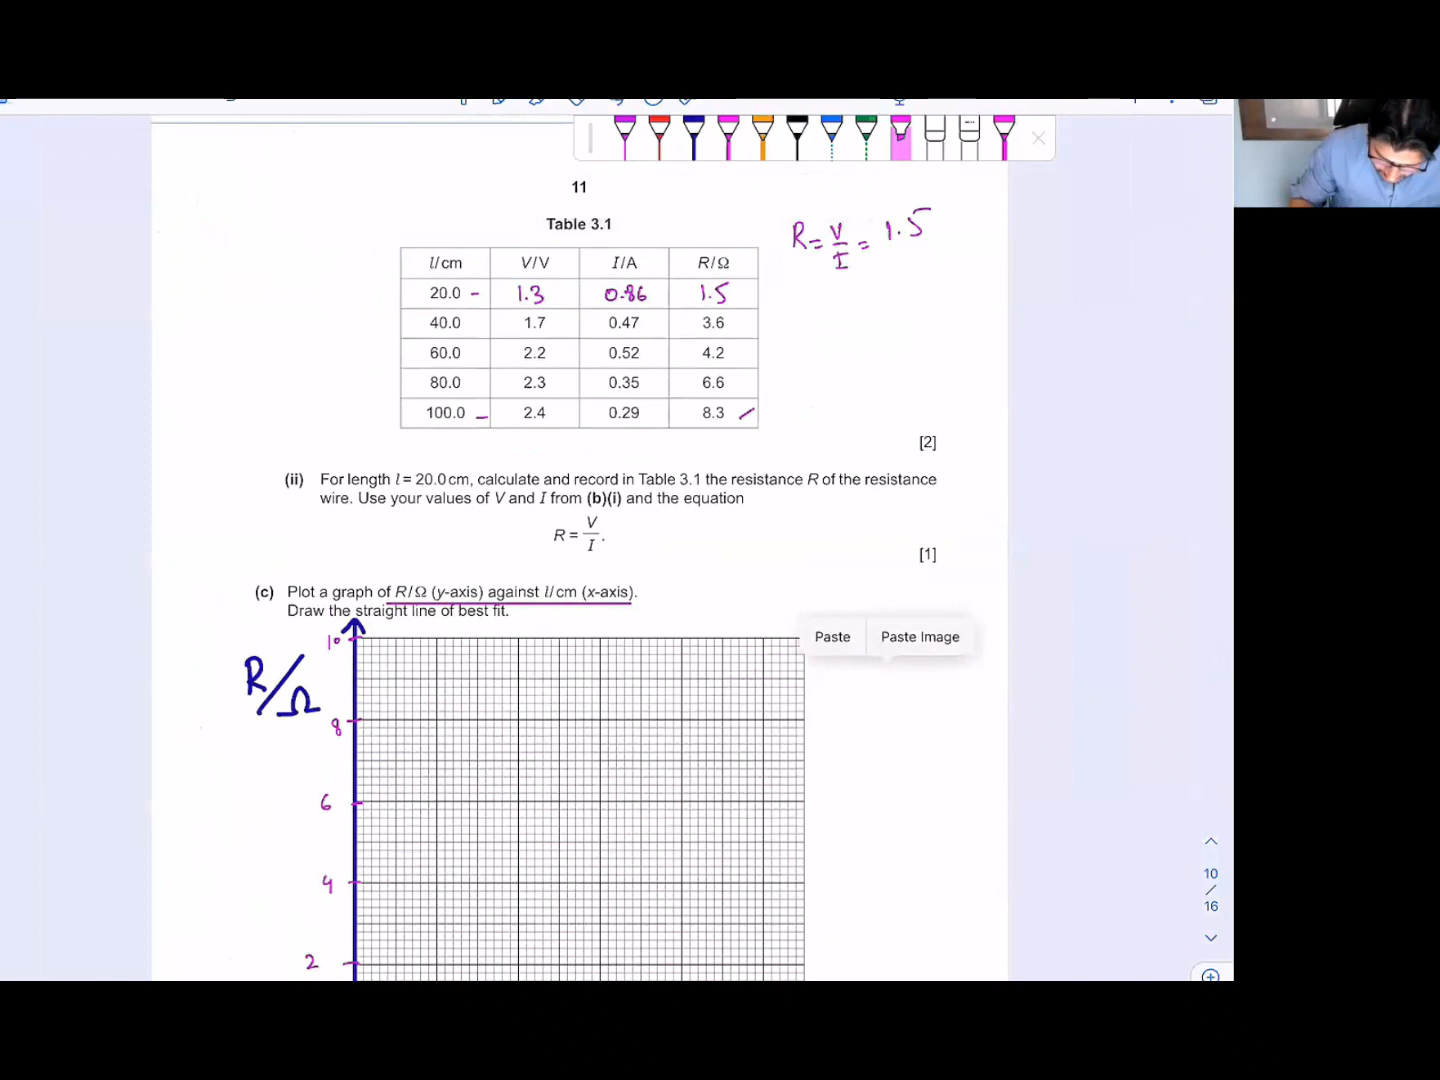 11
Table 3.1
R = V/I = 1.5
l/cm V/V I/A R/Ω
20.0 - 1.3 0.86 1.5
40.0 1.7 0.47 3.6
60.0 2.2 0.52 4.2
80.0 2.3 0.35 6.6
100.0 - 2.4 0.29 8.3
[2]
(ii) For length l = 20.0 cm, calculate and record in Table 3.1 the resistance R of the resistance
wire. Use your values of V and I from (b)(i) and the equation
R = V/I.
[1]
(c) Plot a graph of R/Ω (y-axis) against l/cm (x-axis).
Draw the straight line of best fit.
Paste Paste Image
10
R/Ω
8
6
4
2
10
/
16